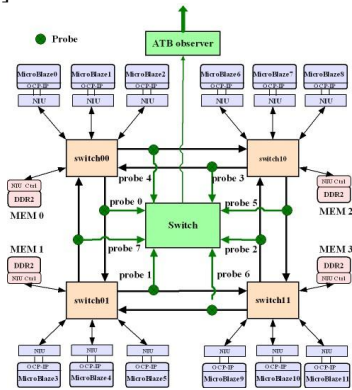 ]
Probe
ATB observer
MicroBlaze0 MicroBlaze1 MicroBlaze2 MicroBlaze6 MicroBlaze7 MicroBlaze8
OCP-IP OCP-IP OCP-IP OCP-IP OCP-IP OCP-IP
NIU NIU NIU NIU NIU NIU
switch00 switch10
probe 4 probe 3
NIU Ctrl NIU Ctrl
DDR2 DDR2
MEM 0 MEM 2
probe 0 probe 5
Switch
MEM 1 MEM 3
probe 7 probe 2
DDR2 DDR2
NIU Ctrl NIU Ctrl
probe 1 probe 6
switch01 switch11
NIU NIU NIU NIU NIU NIU
OCP-IP OCP-IP OCP-IP OCP-IP OCP-IP OCP-IP
MicroBlaze3 MicroBlaze4 MicroBlaze5 MicroBlaze9 MicroBlaze10 MicroBlaze11